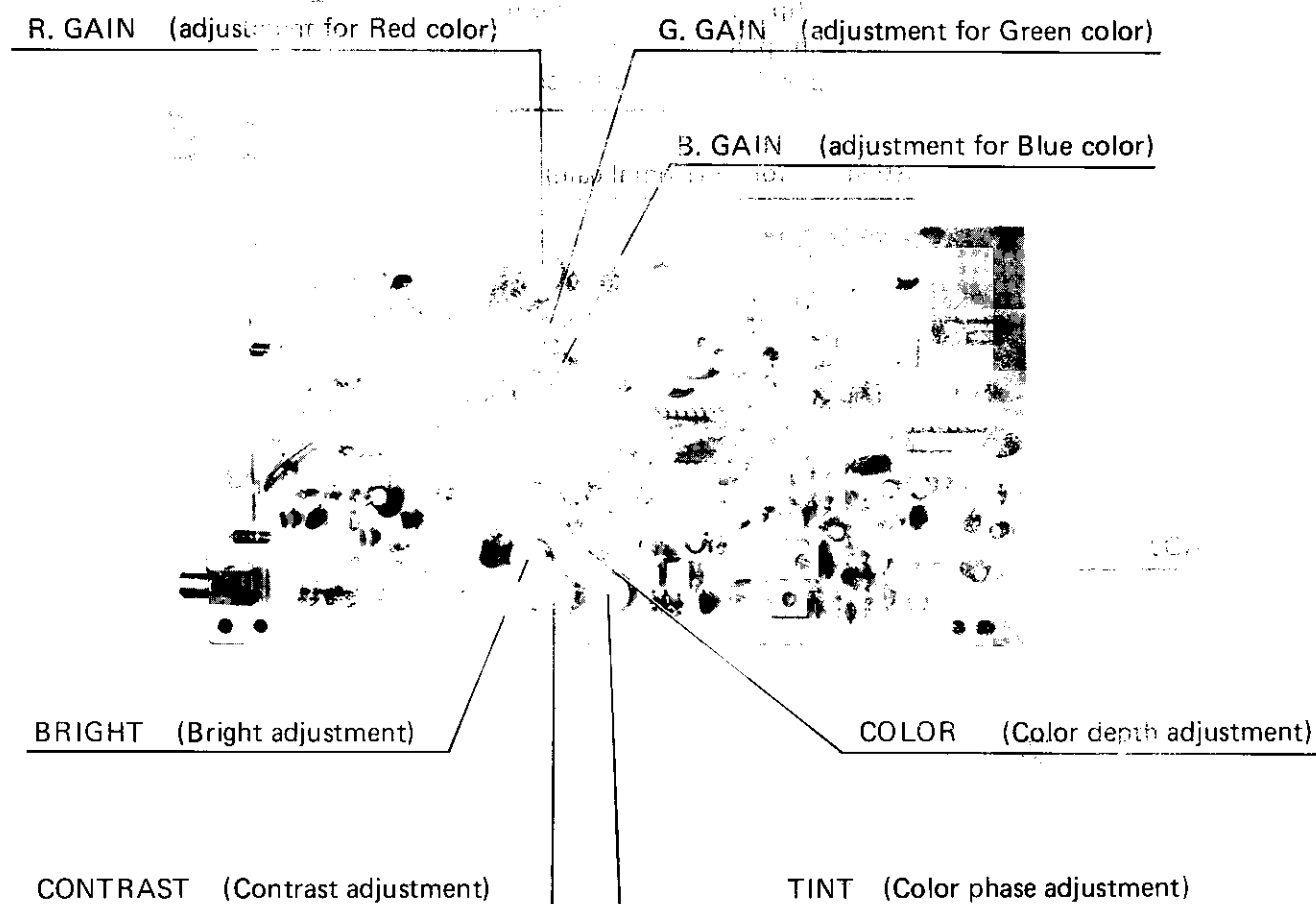 R. GAIN (adjustment for Red color)
G. GAIN (adjustment for Green color)
B. GAIN (adjustment for Blue color)
BRIGHT (Bright adjustment)
COLOR (Color depth adjustment)
CONTRAST (Contrast adjustment)
TINT (Color phase adjustment)